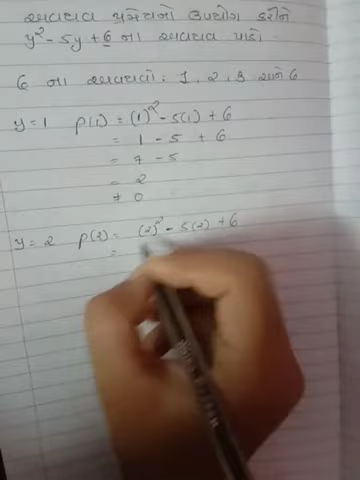 અવયવ પ્રમેયનો ઉપયોગ કરીને
y² - 5y + 6 ના અવયવ પાડો.
6 ના અવયવો : 1, 2, 3 અને 6
y = 1 p(1) = (1)² - 5(1) + 6
= 1 - 5 + 6
= 7 - 5
= 2
≠ 0
y = 2 p(2) = (2)² - 5(2) + 6
=